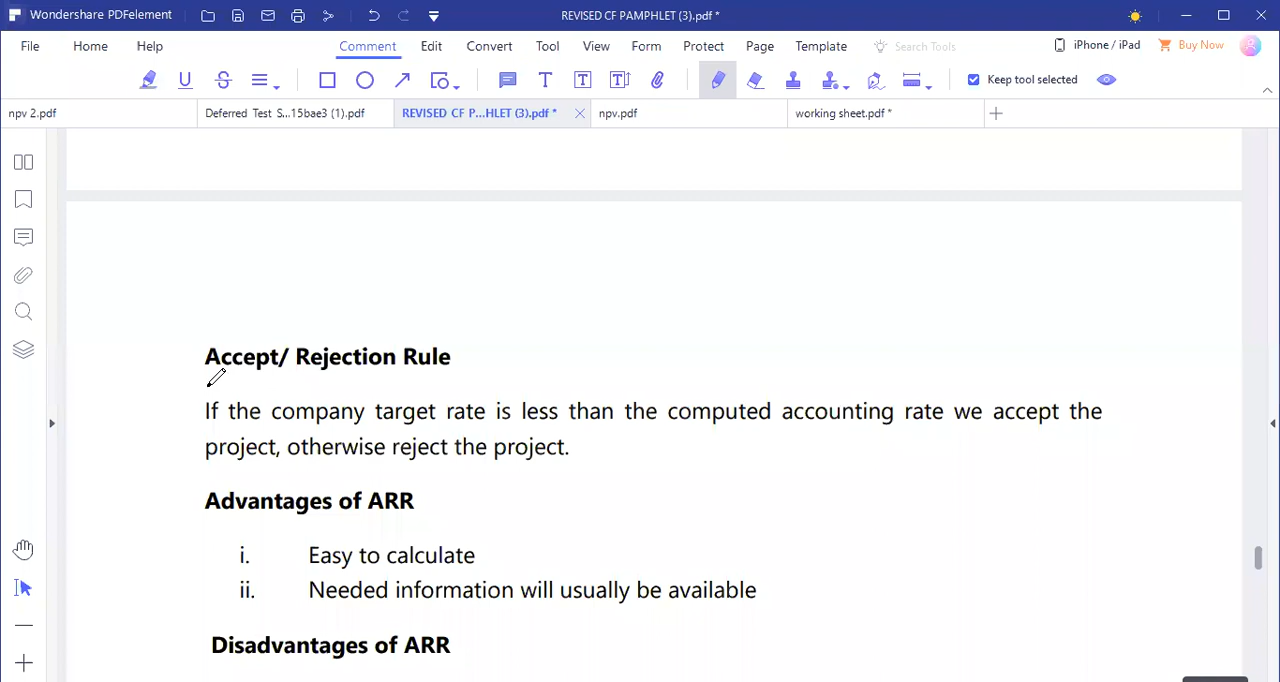 Wondershare PDFelement
REVISED CF PAMPHLET (3).pdf *
File Home Help Comment Edit Convert Tool View Form Protect Page Template Search Tools iPhone / iPad Buy Now
Keep tool selected
npv 2.pdf Deferred Test S...15bae3 (1).pdf REVISED CF P...HLET (3).pdf * npv.pdf working sheet.pdf *
Accept/ Rejection Rule
If the company target rate is less than the computed accounting rate we accept the
project, otherwise reject the project.
Advantages of ARR
i. Easy to calculate
ii. Needed information will usually be available
Disadvantages of ARR